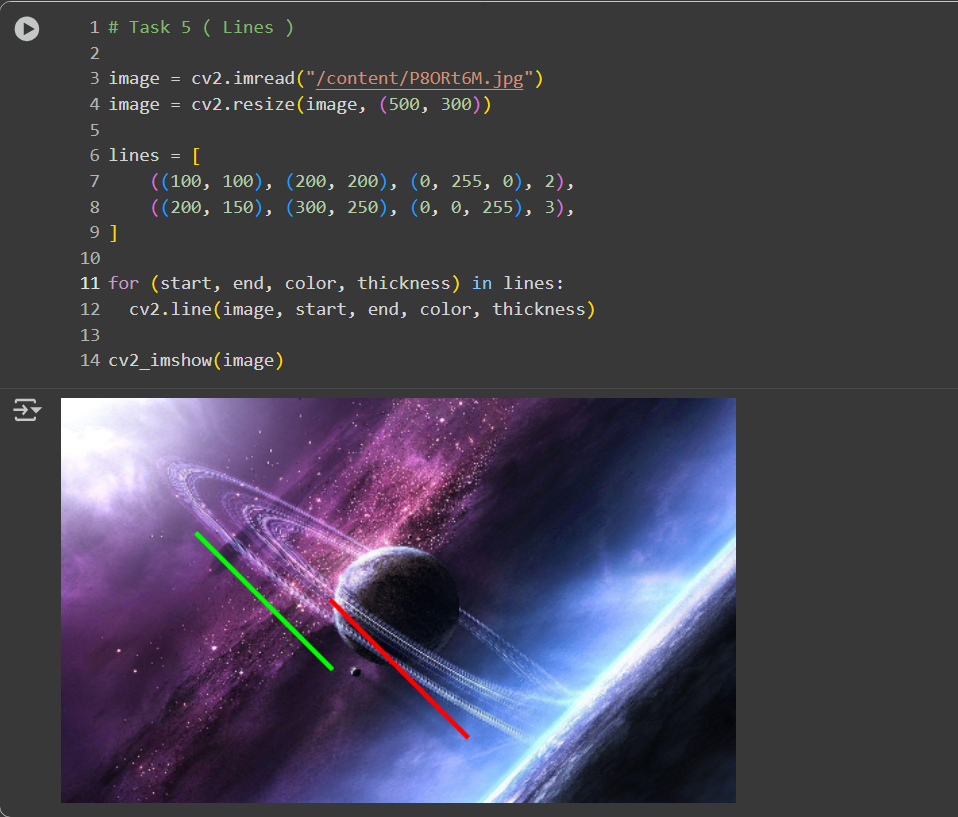 1 # Task 5 ( Lines )
2
3 image = cv2.imread("/content/P8ORt6M.jpg")
4 image = cv2.resize(image, (500, 300))
5
6 lines = [
7     ((100, 100), (200, 200), (0, 255, 0), 2),
8     ((200, 150), (300, 250), (0, 0, 255), 3),
9 ]
10
11 for (start, end, color, thickness) in lines:
12   cv2.line(image, start, end, color, thickness)
13
14 cv2_imshow(image)